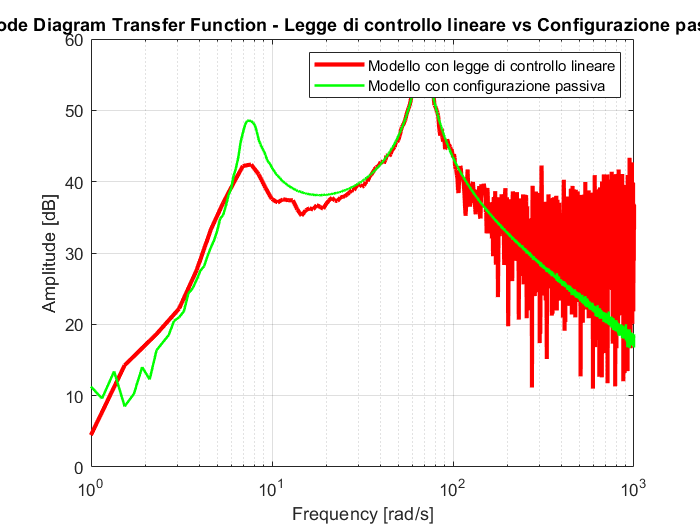 ode Diagram Transfer Function - Legge di controllo lineare vs Configurazione pas
60
Modello con legge di controllo lineare
Modello con configurazione passiva
50
40
30
20
10
0
Amplitude [dB]
10^0
10^1
10^2
10^3
Frequency [rad/s]